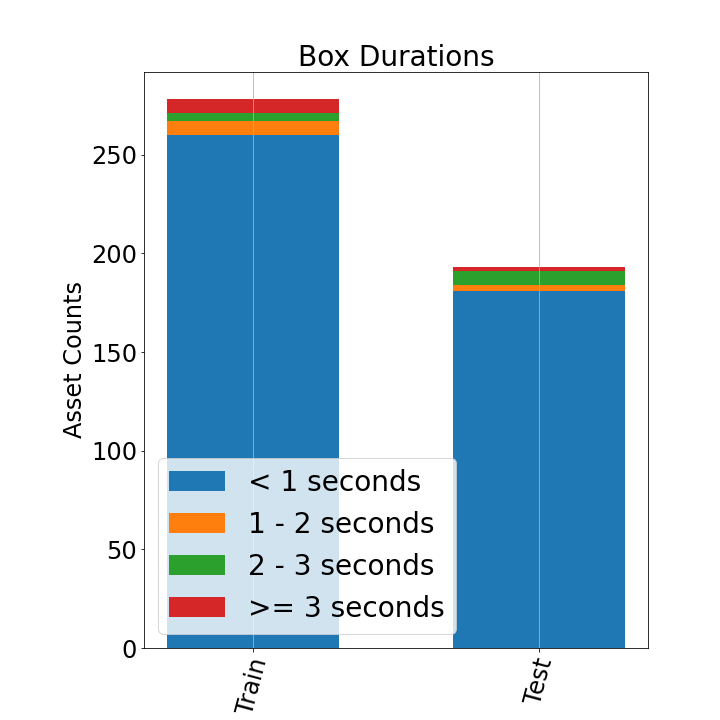 Box Durations
Asset Counts
250
200
150
100
50
0
< 1 seconds
1 - 2 seconds
2 - 3 seconds
>= 3 seconds
Train
Test